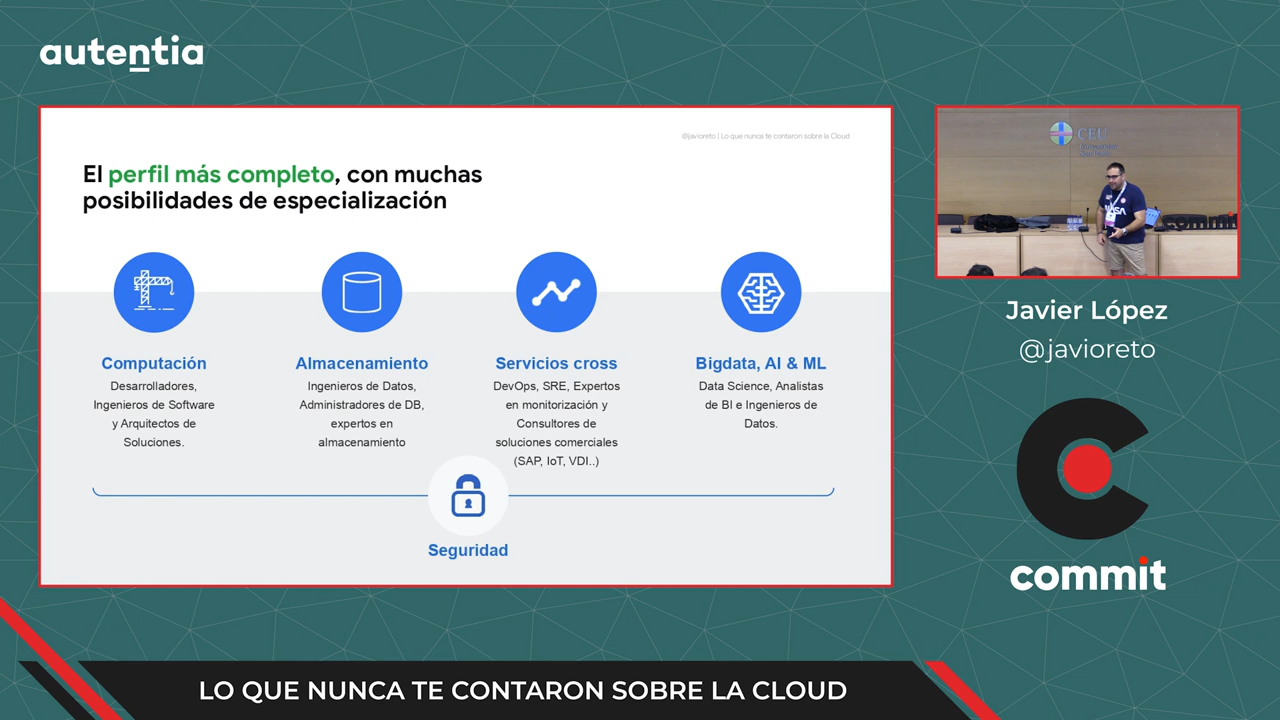 autentia
@javioreto | Lo que nunca te contaron sobre la Cloud
El perfil más completo, con muchas
posibilidades de especialización
Computación
Desarrolladores,
Ingenieros de Software
y Arquitectos de
Soluciones.
Almacenamiento
Ingenieros de Datos,
Administradores de DB,
expertos en
almacenamiento
Servicios cross
DevOps, SRE, Expertos
en monitorización y
Consultores de
soluciones comerciales
(SAP, IoT, VDI..)
Bigdata, AI & ML
Data Science, Analistas
de BI e Ingenieros de
Datos.
Seguridad
CEU
NASA
Javier López
@javioreto
commit
LO QUE NUNCA TE CONTARON SOBRE LA CLOUD